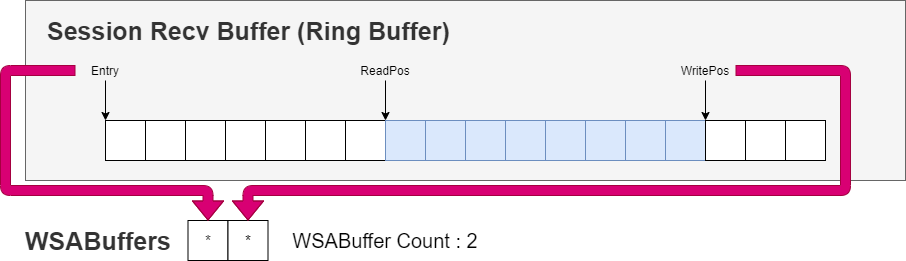 Session Recv Buffer (Ring Buffer)
Entry
ReadPos
WritePos
WSABuffers
* *
WSABuffer Count : 2